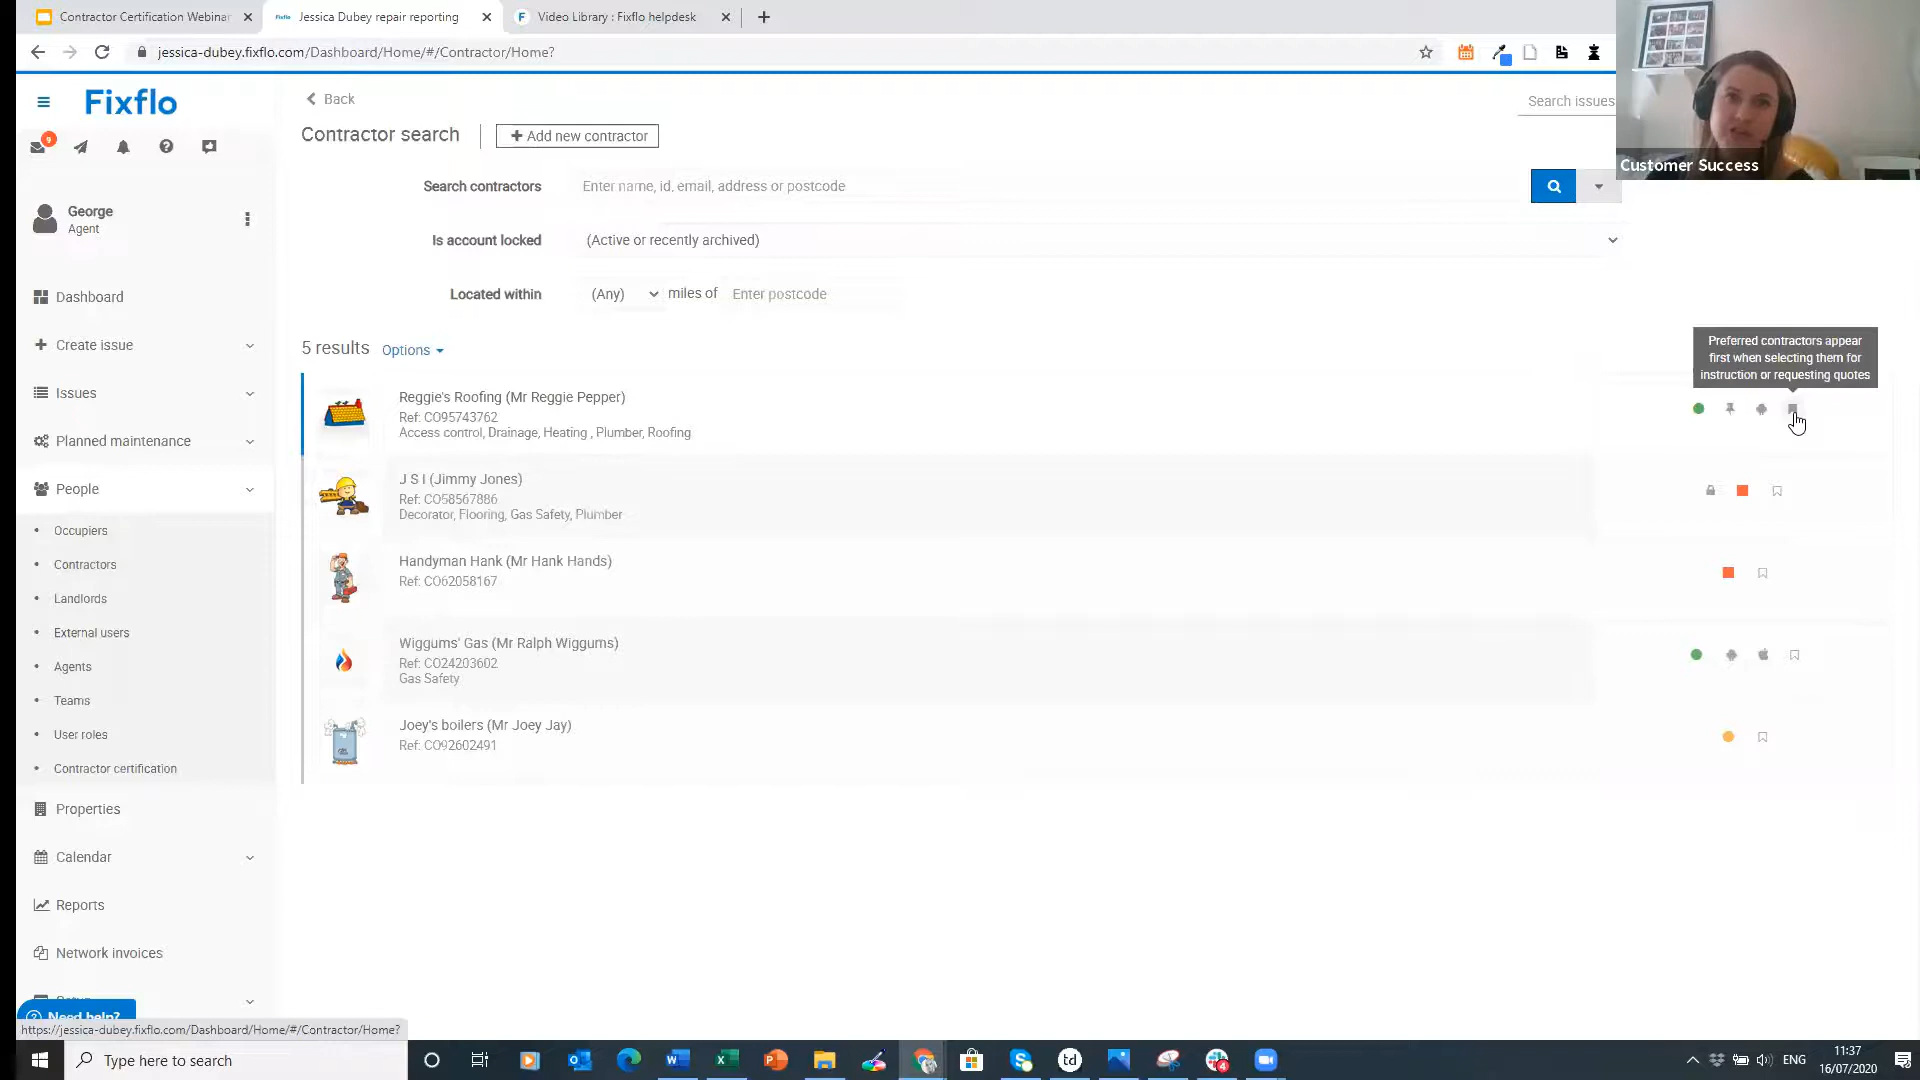 Contractor Certification Webinar
Fixflo
Jessica Dubey repair reporting
F
Video Library : Fixflo helpdesk
jessica-dubey.fixflo.com/Dashboard/Home/#/Contractor/Home?
Customer Success
Fixflo
9
George
Agent
Dashboard
Create issue
Issues
Planned maintenance
People
Occupiers
Contractors
Landlords
External users
Agents
Teams
User roles
Contractor certification
Properties
Calendar
Reports
Network invoices
Need help?
Back
Search issues
Contractor search
Add new contractor
Search contractors
Enter name, id, email, address or postcode
Is account locked
(Active or recently archived)
Located within
(Any)
miles of
Enter postcode
5 results
Options
Preferred contractors appear
first when selecting them for
instruction or requesting quotes
Reggie's Roofing (Mr Reggie Pepper)
Ref: CO95743762
Access control, Drainage, Heating , Plumber, Roofing
J S I (Jimmy Jones)
Ref: CO58567886
Decorator, Flooring, Gas Safety, Plumber
Handyman Hank (Mr Hank Hands)
Ref: CO62058167
Wiggums' Gas (Mr Ralph Wiggums)
Ref: CO24203602
Gas Safety
Joey's boilers (Mr Joey Jay)
Ref: CO92602491
https://jessica-dubey.fixflo.com/Dashboard/Home/#/Contractor/Home?
Type here to search
td
4
ENG
11:37
16/07/2020